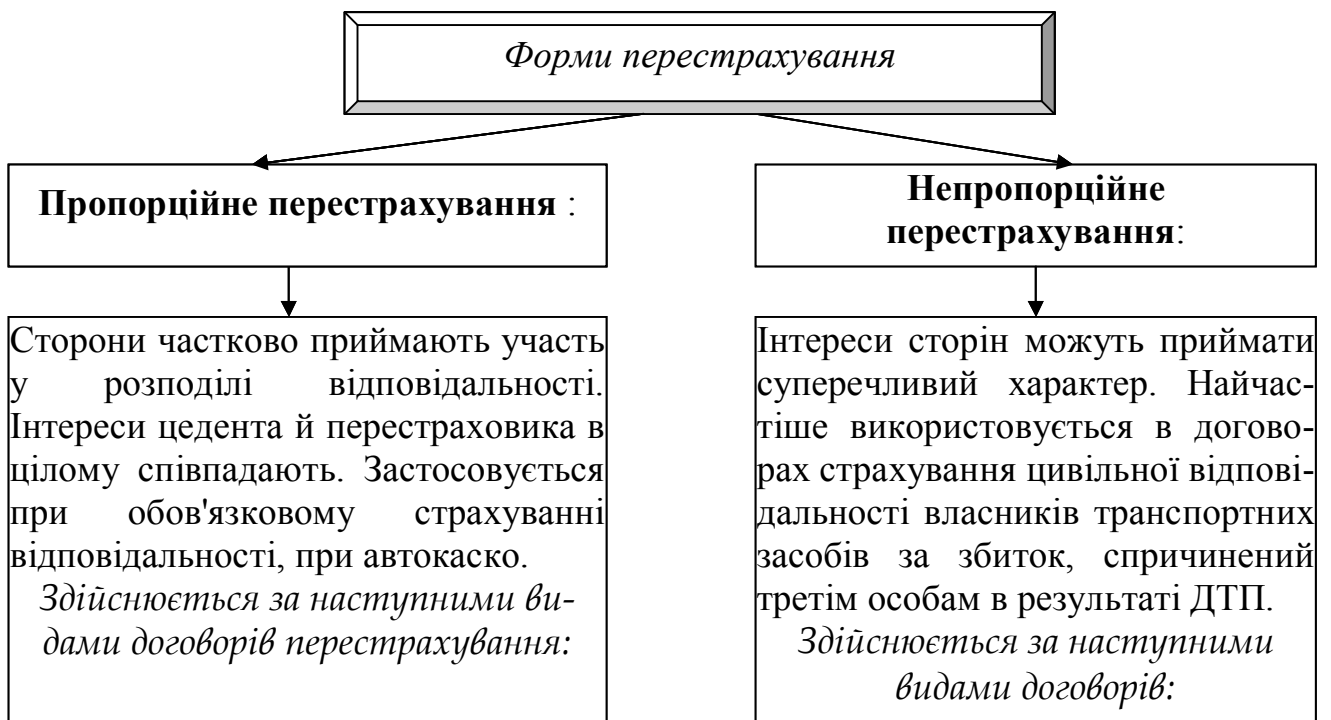 Форми перестрахування
Пропорційне перестрахування :
Непропорційне
перестрахування:
Сторони частково приймають участь
у розподілі відповідальності.
Інтереси цедента й перестраховика в
цілому співпадають. Застосовується
при обов'язковому страхуванні
відповідальності, при автокаско.
Здійснюється за наступними ви-
дами договорів перестрахування:
Інтереси сторін можуть приймати
суперечливий характер. Найчас-
тіше використовується в догово-
рах страхування цивільної відпові-
дальності власників транспортних
засобів за збиток, спричинений
третім особам в результаті ДТП.
Здійснюється за наступними
видами договорів: